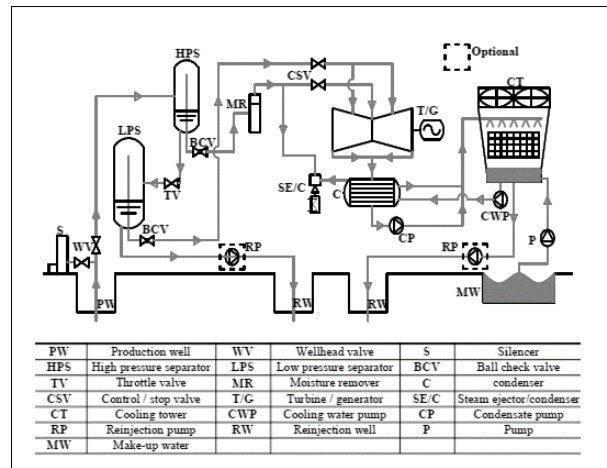 HPS
Optional
CSV
CT
MR
T/G
LPS
BCV
TV
SE/C
C
CWP
S
WV
BCV
RP
CP
RP
P
MW
PW
RW
RW
PW Production well WV Wellhead valve S Silencer
HPS High pressure separator LPS Low pressure separator BCV Ball check valve
TV Throttle valve MR Moisture remover C condenser
CSV Control / stop valve T/G Turbine / generator SE/C Steam ejector/condenser
CT Cooling tower CWP Cooling water pump CP Condensate pump
RP Reinjection pump RW Reinjection well P Pump
MW Make-up water